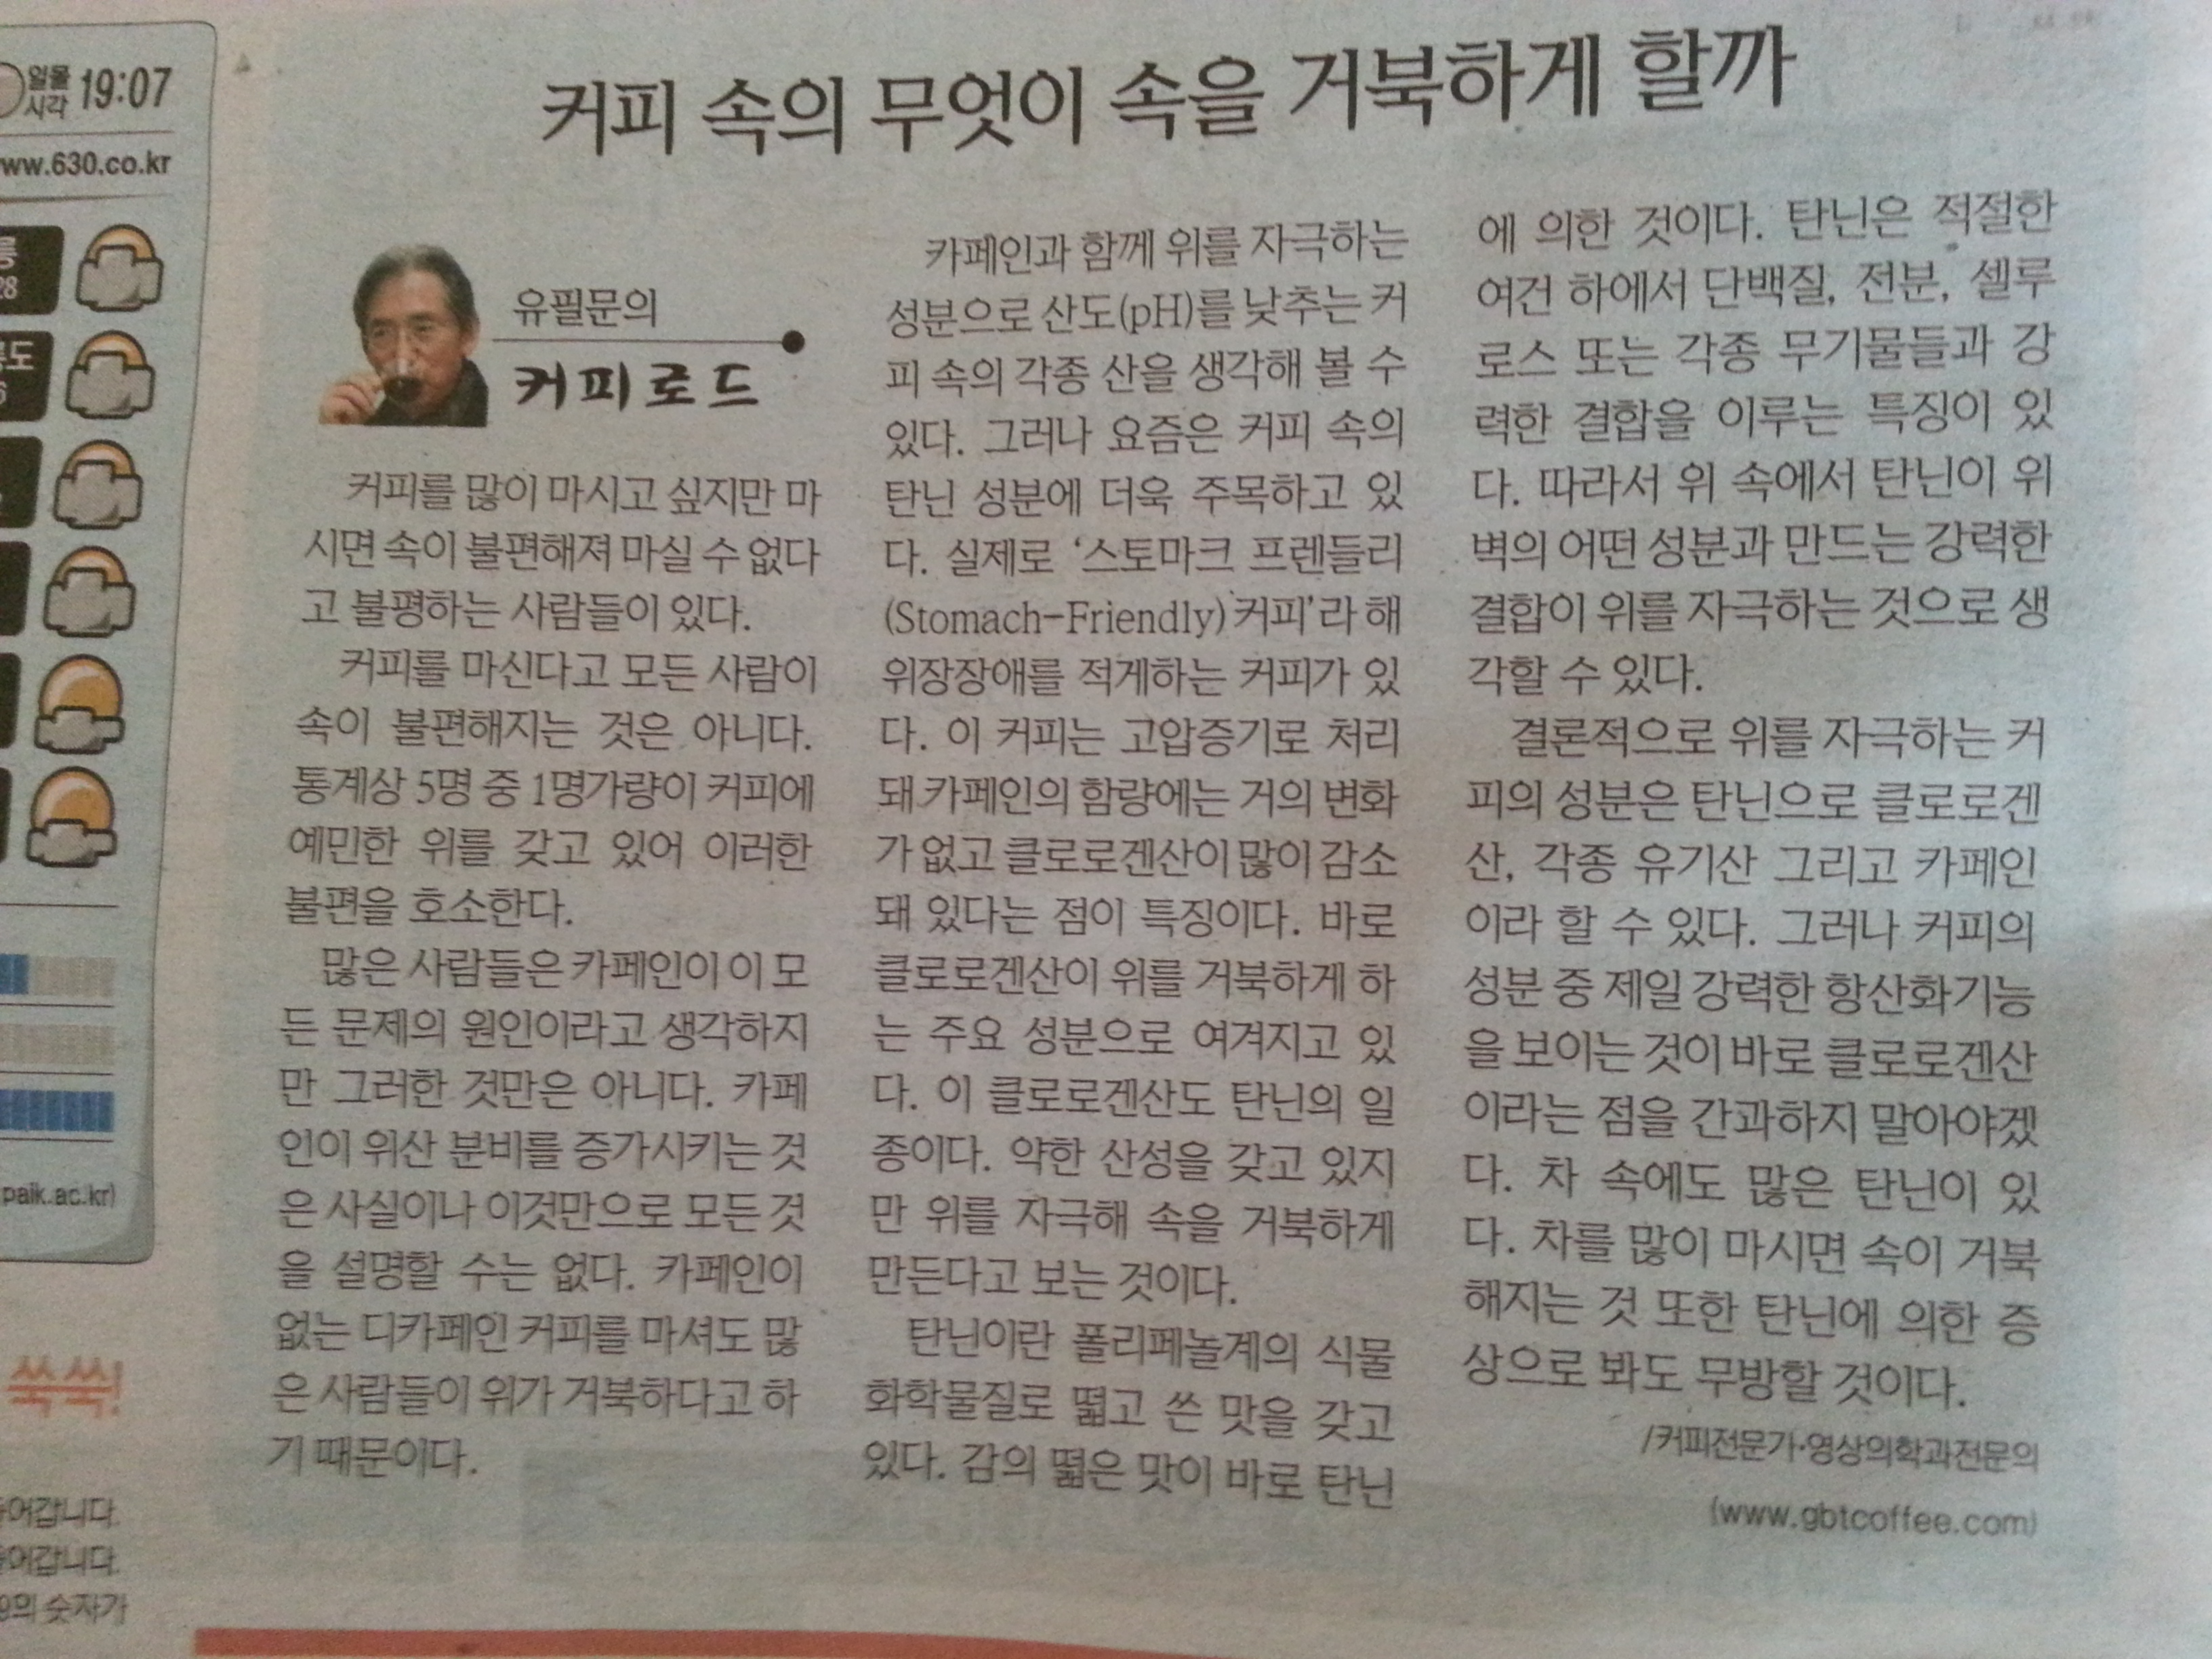 일몰
시각 19:07
ww.630.co.kr
릉
28
릉도
6
paik.ac.kr)
쑥쑥!
들어갑니다.
들어갑니다.
9의 숫자가
커피 속의 무엇이 속을 거북하게 할까
유필문의
커피로드
커피를 많이 마시고 싶지만 마
시면 속이 불편해져 마실 수 없다
고 불평하는 사람들이 있다.
커피를 마신다고 모든 사람이
속이 불편해지는 것은 아니다.
통계상 5명 중 1명가량이 커피에
예민한 위를 갖고 있어 이러한
불편을 호소한다.
많은 사람들은 카페인이 이 모
든 문제의 원인이라고 생각하지
만 그러한 것만은 아니다. 카페
인이 위산 분비를 증가시키는 것
은 사실이나 이것만으로 모든 것
을 설명할 수는 없다. 카페인이
없는 디카페인 커피를 마셔도 많
은 사람들이 위가 거북하다고 하
기 때문이다.
카페인과 함께 위를 자극하는
성분으로 산도(pH)를 낮추는 커
피 속의 각종 산을 생각해 볼 수
있다. 그러나 요즘은 커피 속의
탄닌 성분에 더욱 주목하고 있
다. 실제로 ‘스토마크 프렌들리
(Stomach-Friendly) 커피’라 해
위장장애를 적게하는 커피가 있
다. 이 커피는 고압증기로 처리
돼 카페인의 함량에는 거의 변화
가 없고 클로로겐산이 많이 감소
돼 있다는 점이 특징이다. 바로
클로로겐산이 위를 거북하게 하
는 주요 성분으로 여겨지고 있
다. 이 클로로겐산도 탄닌의 일
종이다. 약한 산성을 갖고 있지
만 위를 자극해 속을 거북하게
만든다고 보는 것이다.
탄닌이란 폴리페놀계의 식물
화학물질로 떫고 쓴 맛을 갖고
있다. 감의 떫은 맛이 바로 탄닌
에 의한 것이다. 탄닌은 적절한
여건 하에서 단백질, 전분, 셀루
로스 또는 각종 무기물들과 강
력한 결합을 이루는 특징이 있
다. 따라서 위 속에서 탄닌이 위
벽의 어떤 성분과 만드는 강력한
결합이 위를 자극하는 것으로 생
각할 수 있다.
결론적으로 위를 자극하는 커
피의 성분은 탄닌으로 클로로겐
산, 각종 유기산 그리고 카페인
이라 할 수 있다. 그러나 커피의
성분 중 제일 강력한 항산화기능
을 보이는 것이 바로 클로로겐산
이라는 점을 간과하지 말아야겠
다. 차 속에도 많은 탄닌이 있
다. 차를 많이 마시면 속이 거북
해지는 것 또한 탄닌에 의한 증
상으로 봐도 무방할 것이다.
/커피전문가·영상의학과전문의
(www.gbtcoffee.com)